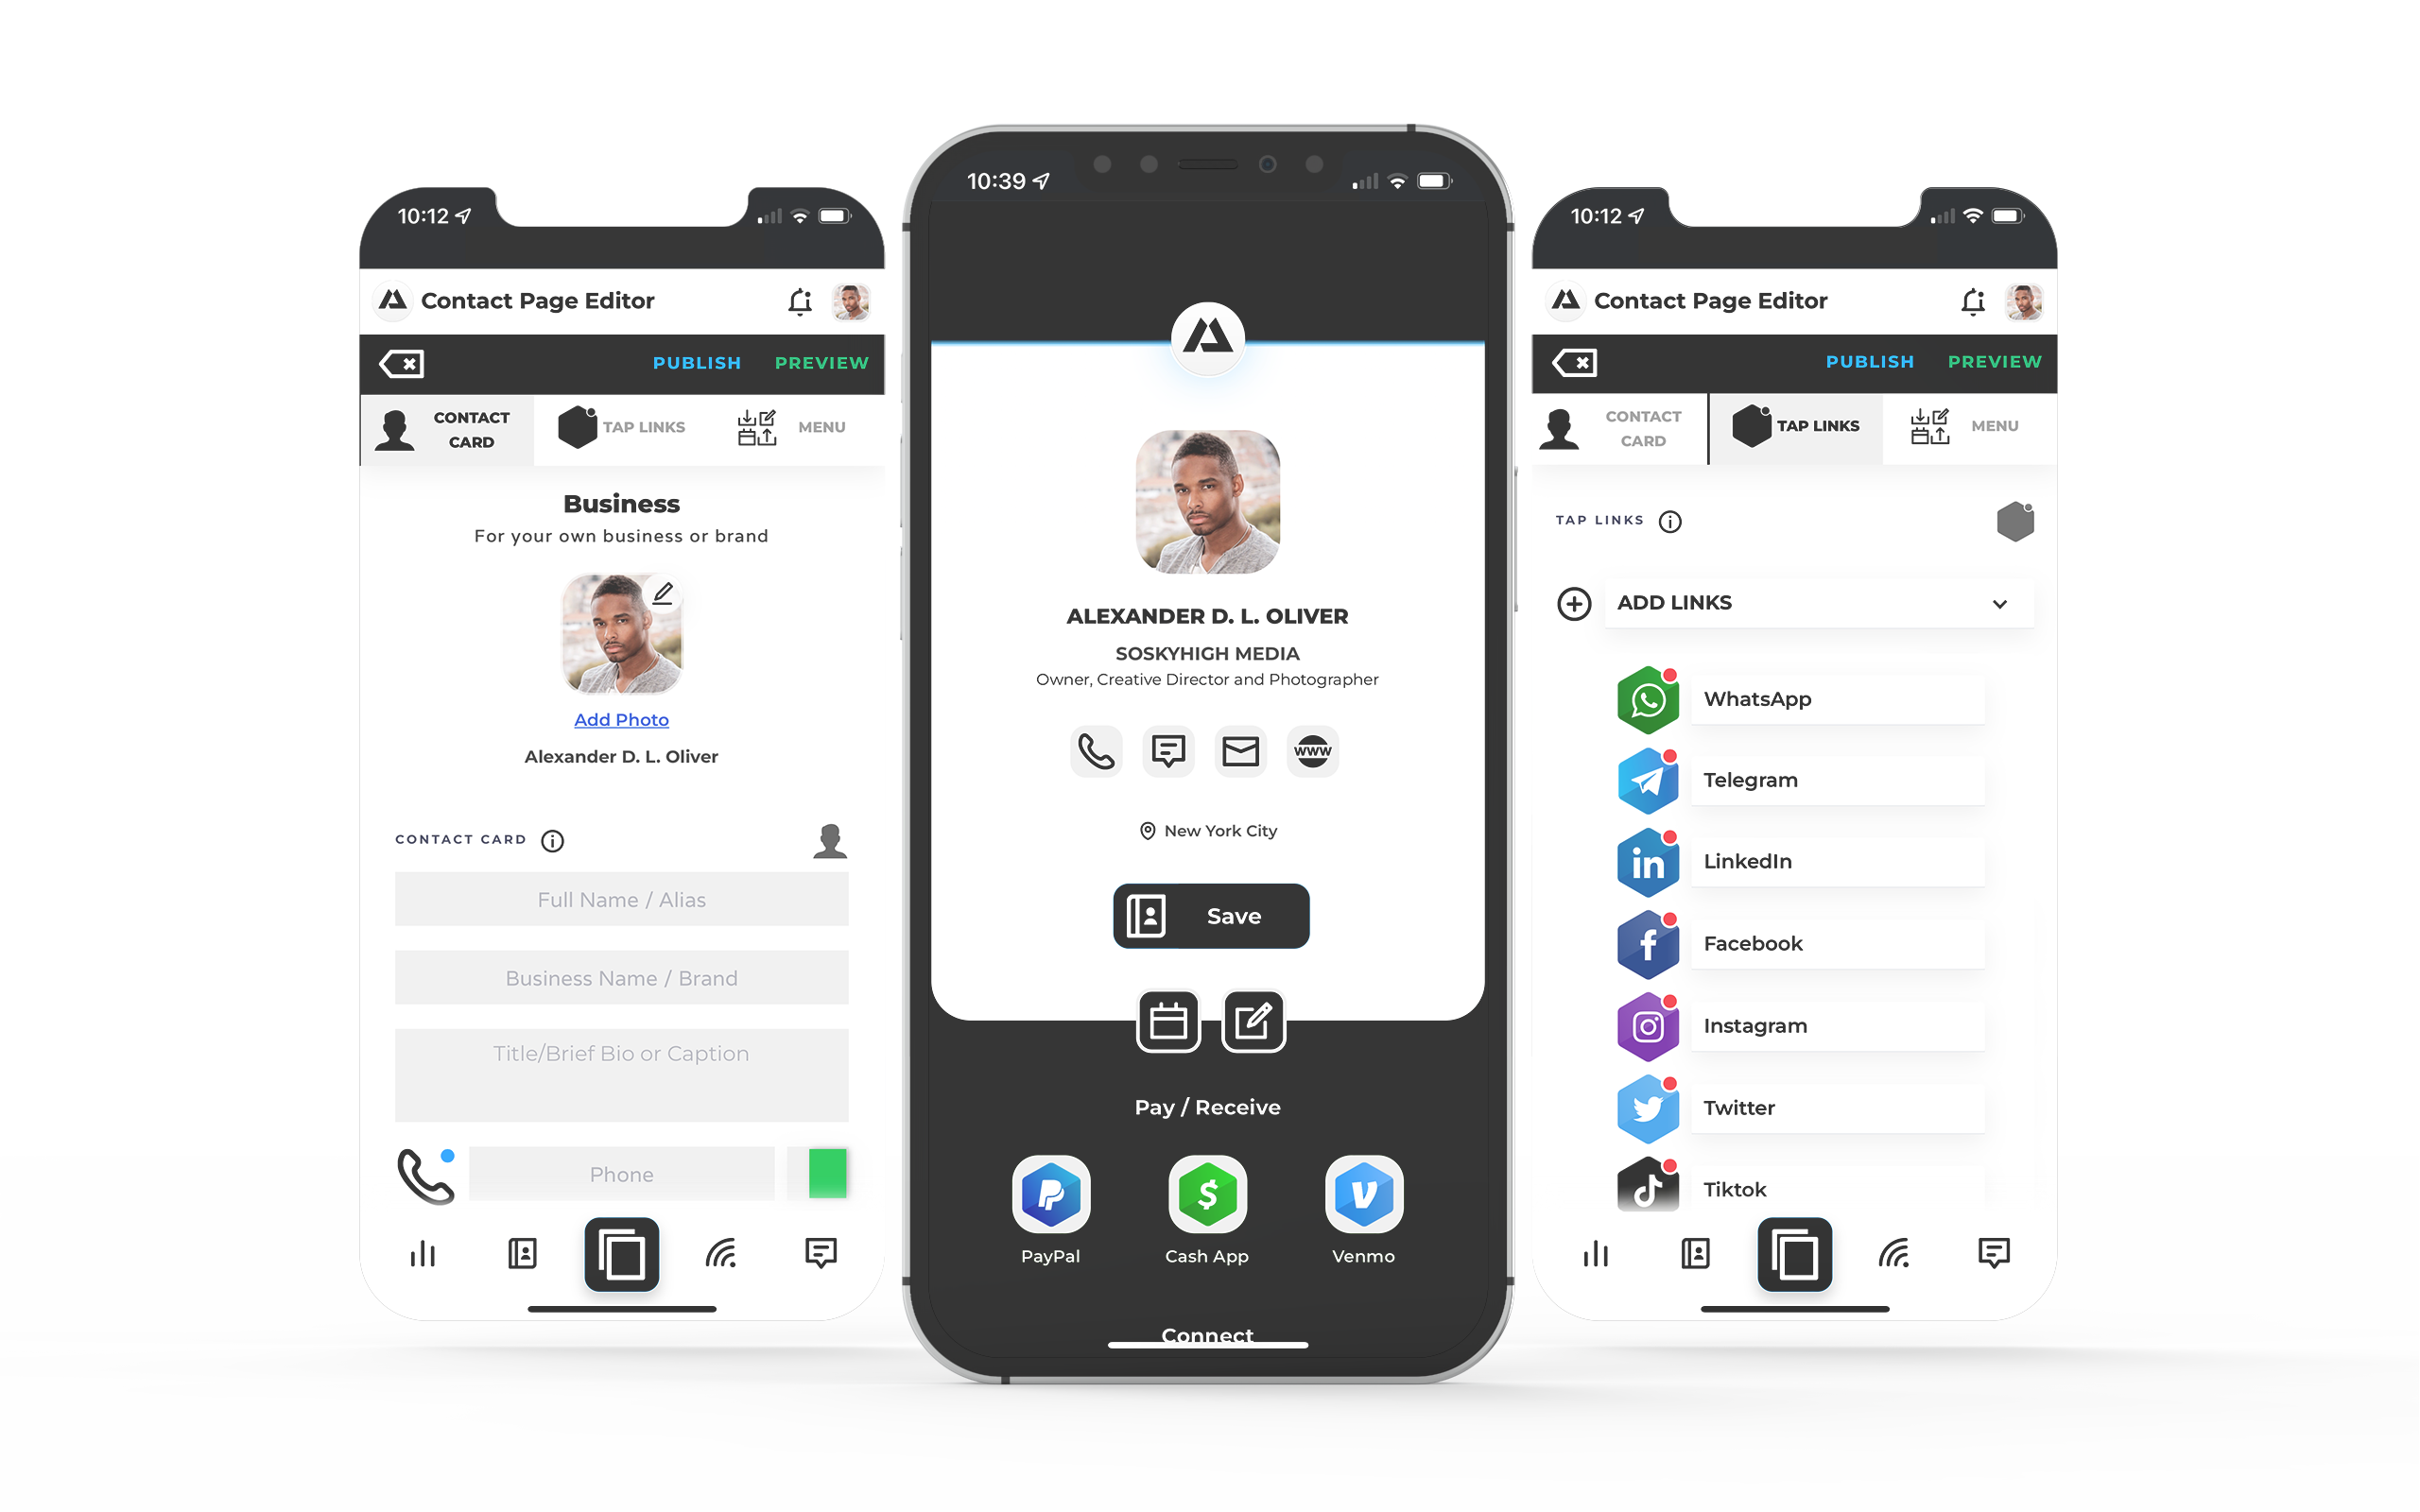 10:12
Contact Page Editor
PUBLISH PREVIEW
CONTACT
CARD
TAP LINKS
MENU
Business
For your own business or brand
Add Photo
Alexander D. L. Oliver
CONTACT CARD
Full Name / Alias
Business Name / Brand
Title/Brief Bio or Caption
Phone
10:39
ALEXANDER D. L. OLIVER
SOSKYHIGH MEDIA
Owner, Creative Director and Photographer
www
New York City
Save
Pay / Receive
PayPal
Cash App
Venmo
Connect
10:12
Contact Page Editor
PUBLISH PREVIEW
CONTACT
CARD
TAP LINKS
MENU
TAP LINKS
ADD LINKS
WhatsApp
Telegram
in
LinkedIn
Facebook
Instagram
Twitter
Tiktok